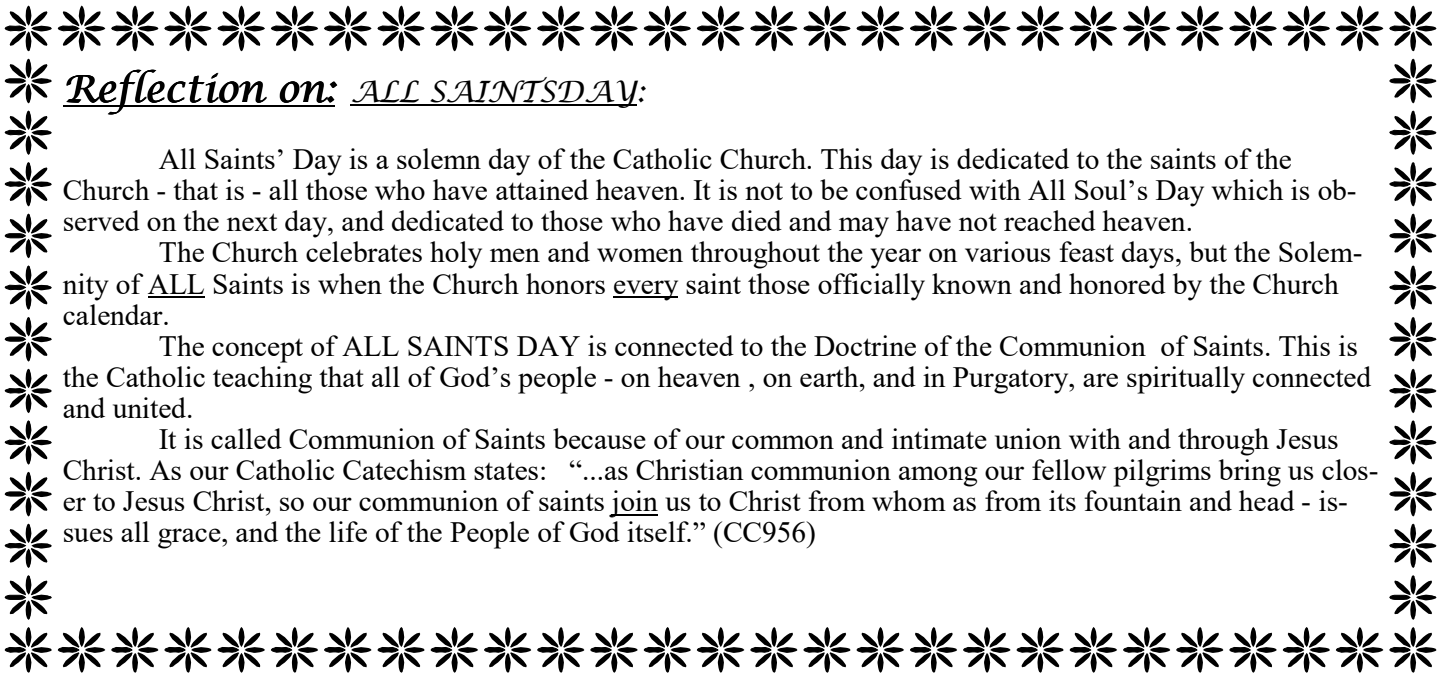 Reflection on: ALL SAINTSDAY:
All Saints’ Day is a solemn day of the Catholic Church. This day is dedicated to the saints of the
Church - that is - all those who have attained heaven. It is not to be confused with All Soul’s Day which is ob-
served on the next day, and dedicated to those who have died and may have not reached heaven.
The Church celebrates holy men and women throughout the year on various feast days, but the Solem-
nity of ALL Saints is when the Church honors every saint those officially known and honored by the Church
calendar.
The concept of ALL SAINTS DAY is connected to the Doctrine of the Communion  of Saints. This is
the Catholic teaching that all of God’s people - on heaven , on earth, and in Purgatory, are spiritually connected
and united.
It is called Communion of Saints because of our common and intimate union with and through Jesus
Christ. As our Catholic Catechism states:   “...as Christian communion among our fellow pilgrims bring us clos-
er to Jesus Christ, so our communion of saints join us to Christ from whom as from its fountain and head - is-
sues all grace, and the life of the People of God itself.” (CC956)